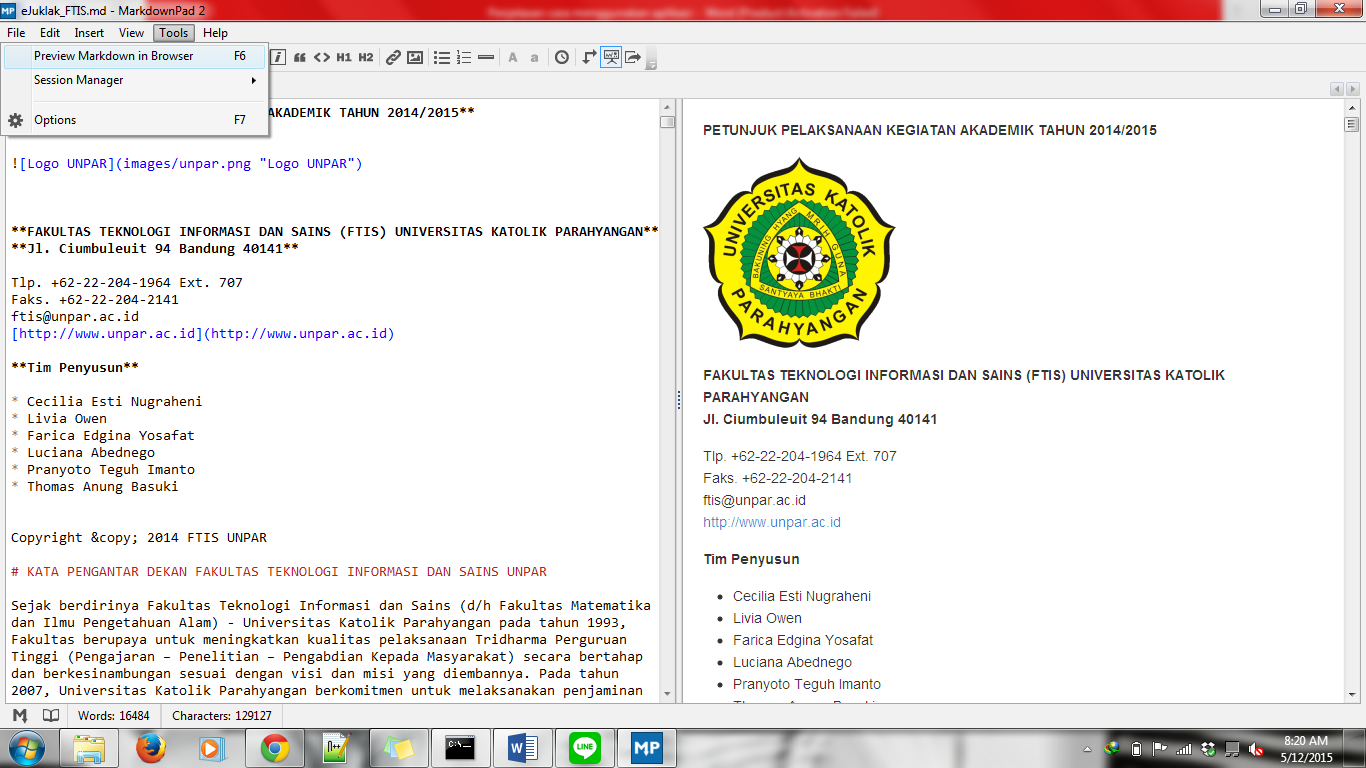 eJuklak_FTIS.md - MarkdownPad 2
File Edit Insert View Tools Help
Preview Markdown in Browser F6
Session Manager
Options F7
H1 H2 A a
AKADEMIK TAHUN 2014/2015**
![Logo UNPAR](images/unpar.png "Logo UNPAR")
**FAKULTAS TEKNOLOGI INFORMASI DAN SAINS (FTIS) UNIVERSITAS KATOLIK PARAHYANGAN**
**Jl. Ciumbuleuit 94 Bandung 40141**
Tlp. +62-22-204-1964 Ext. 707
Faks. +62-22-204-2141
ftis@unpar.ac.id
[http://www.unpar.ac.id](http://www.unpar.ac.id)
**Tim Penyusun**
* Cecilia Esti Nugraheni
* Livia Owen
* Farica Edgina Yosafat
* Luciana Abednego
* Pranyoto Teguh Imanto
* Thomas Anung Basuki
Copyright &copy; 2014 FTIS UNPAR
# KATA PENGANTAR DEKAN FAKULTAS TEKNOLOGI INFORMASI DAN SAINS UNPAR
Sejak berdirinya Fakultas Teknologi Informasi dan Sains (d/h Fakultas Matematika
dan Ilmu Pengetahuan Alam) - Universitas Katolik Parahyangan pada tahun 1993,
Fakultas berupaya untuk meningkatkan kualitas pelaksanaan Tridharma Perguruan
Tinggi (Pengajaran – Penelitian – Pengabdian Kepada Masyarakat) secara bertahap
dan berkesinambungan sesuai dengan visi dan misi yang diembannya. Pada tahun
2007, Universitas Katolik Parahyangan berkomitmen untuk melaksanakan penjaminan
PETUNJUK PELAKSANAAN KEGIATAN AKADEMIK TAHUN 2014/2015
UNIVERSITAS KATOLIK
PARAHYANGAN
BAKUNING HYANG MRIH GUNA
SANTYAYA BHAKTI
FAKULTAS TEKNOLOGI INFORMASI DAN SAINS (FTIS) UNIVERSITAS KATOLIK
PARAHYANGAN
Jl. Ciumbuleuit 94 Bandung 40141
Tlp. +62-22-204-1964 Ext. 707
Faks. +62-22-204-2141
ftis@unpar.ac.id
http://www.unpar.ac.id
Tim Penyusun
Cecilia Esti Nugraheni
Livia Owen
Farica Edgina Yosafat
Luciana Abednego
Pranyoto Teguh Imanto
Words: 16484 Characters: 129127
LINE
MP
8:20 AM
5/12/2015